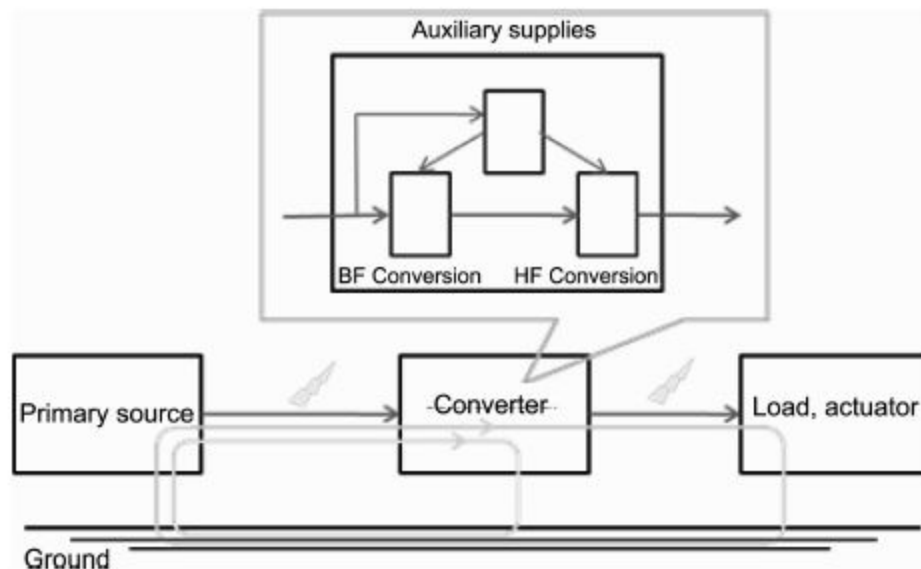 Auxiliary supplies
BF Conversion
HF Conversion
Primary source
Converter
Load, actuator
Ground